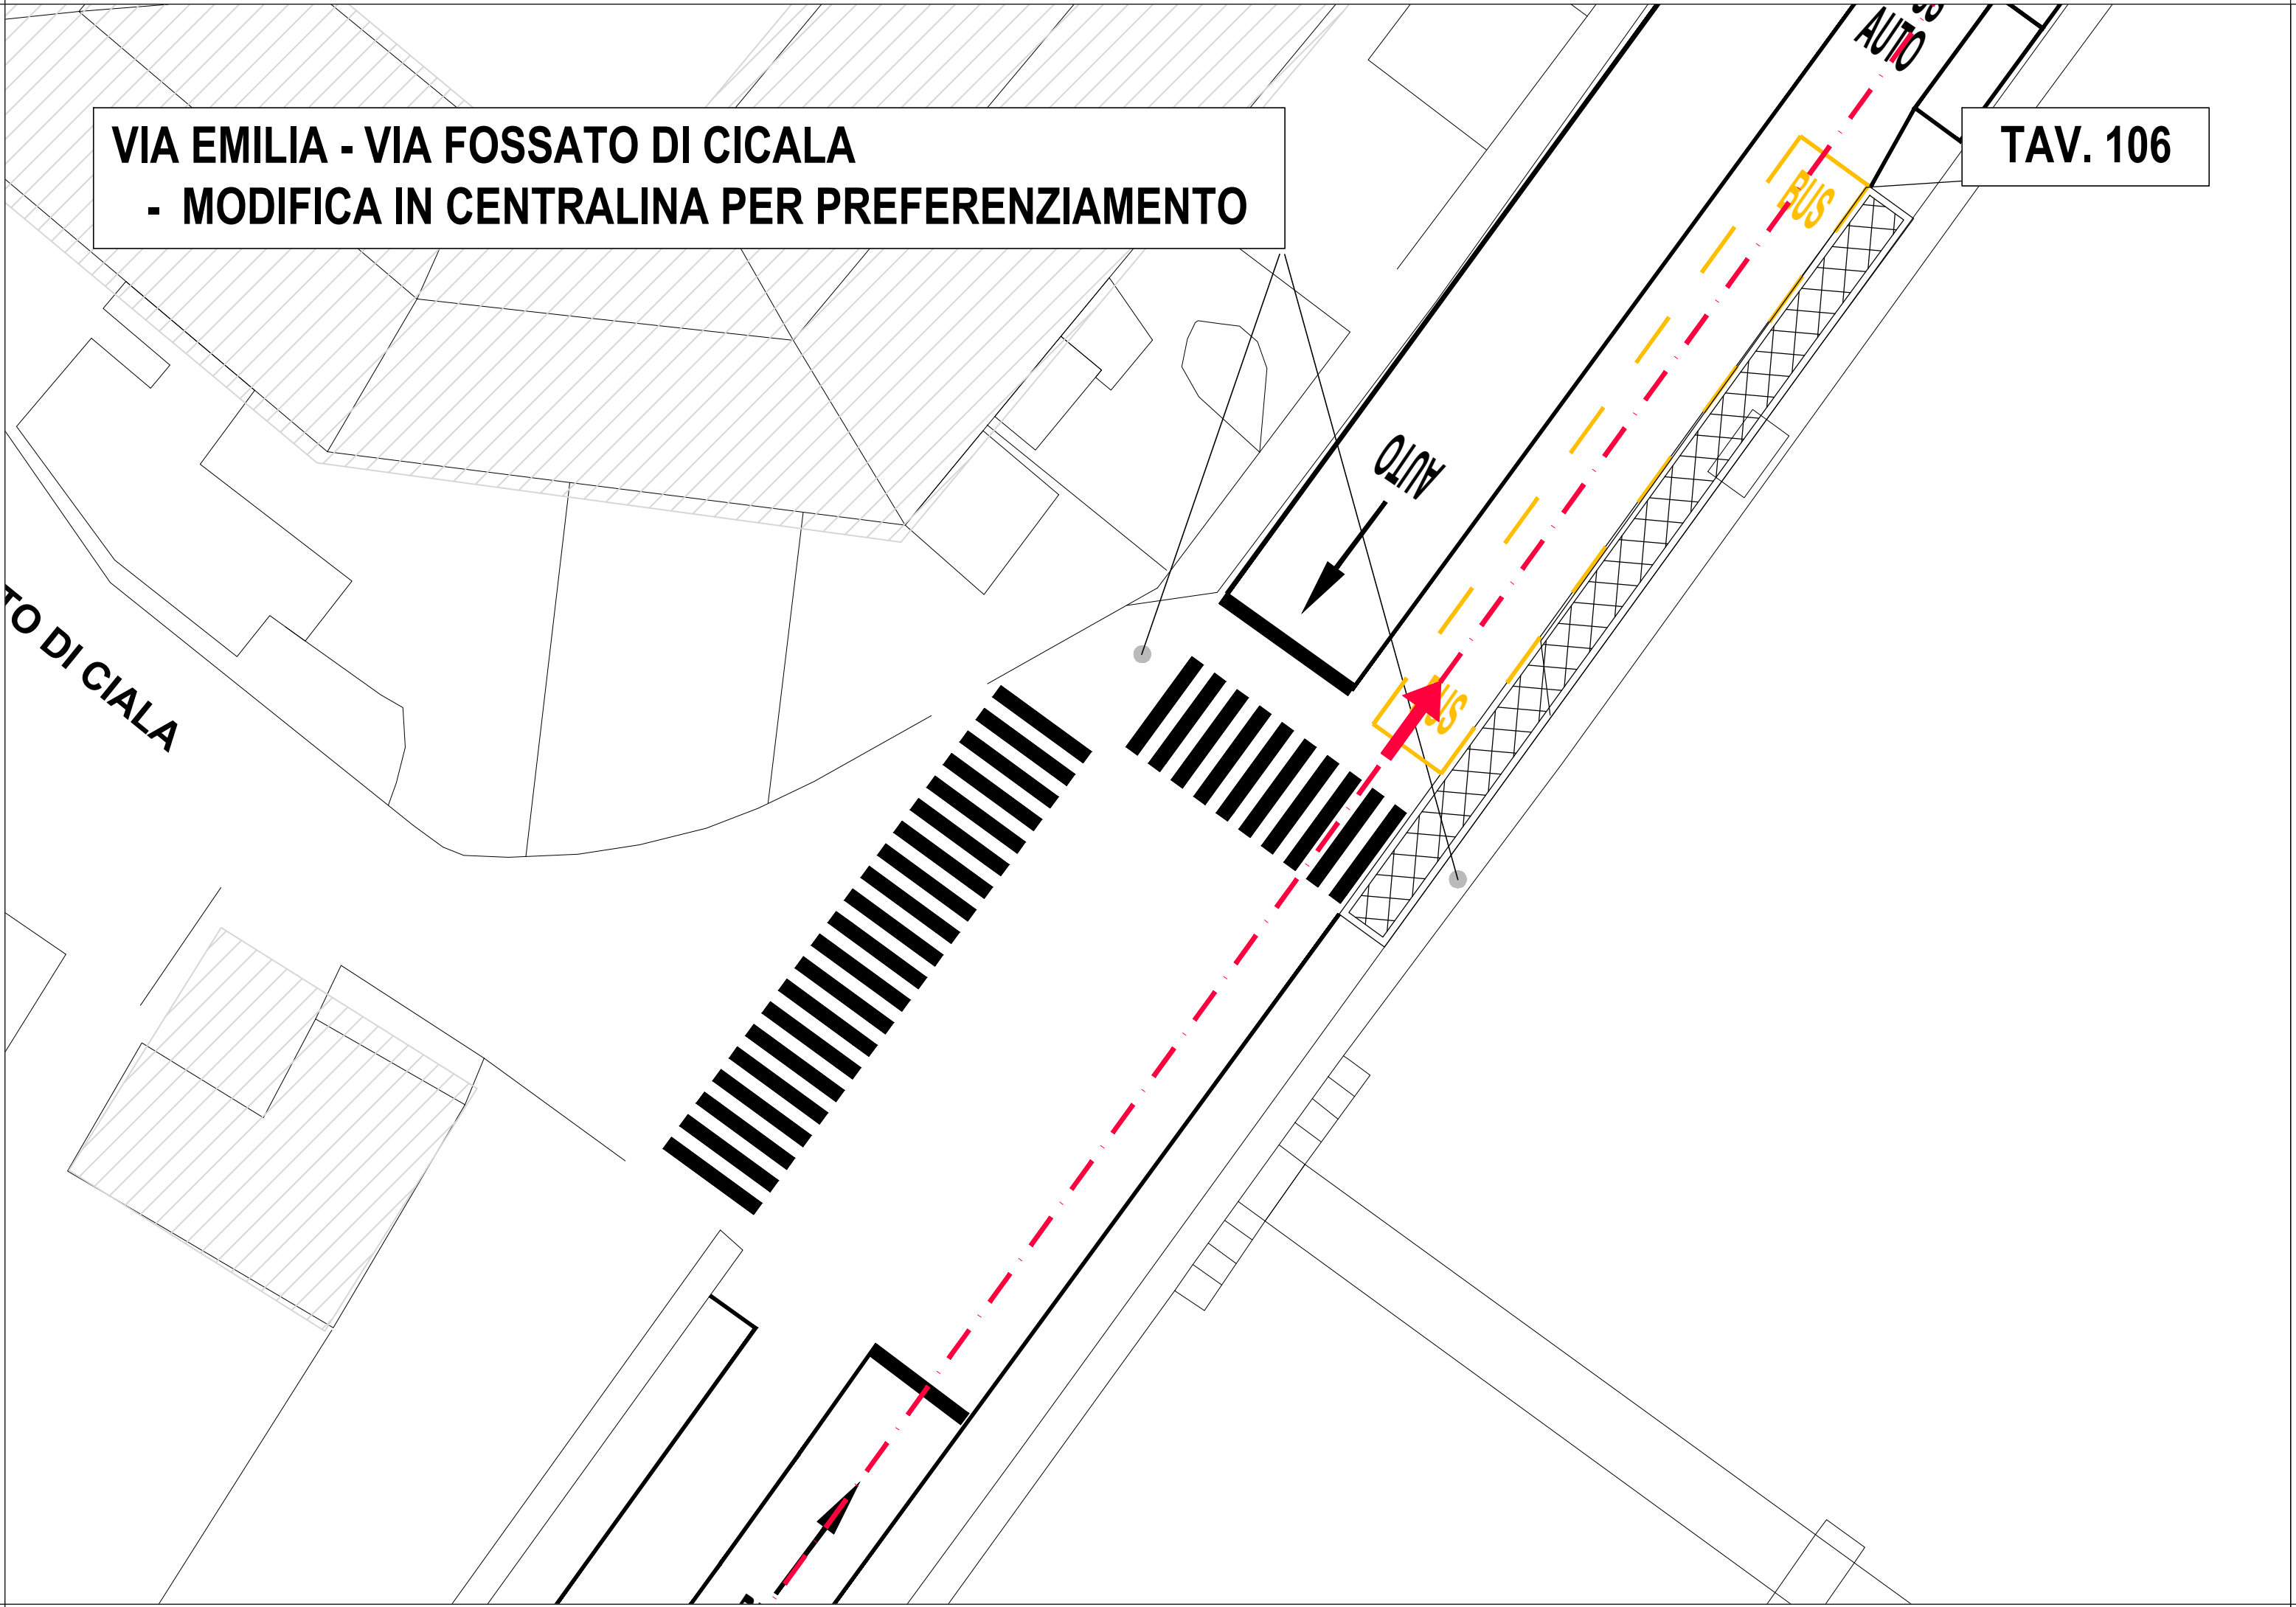 AUTO
VIA EMILIA - VIA FOSSATO DI CICALA
- MODIFICA IN CENTRALINA PER PREFERENZIAMENTO
TAV. 106
BUS
AUTO
TO DI CIALA
BUS